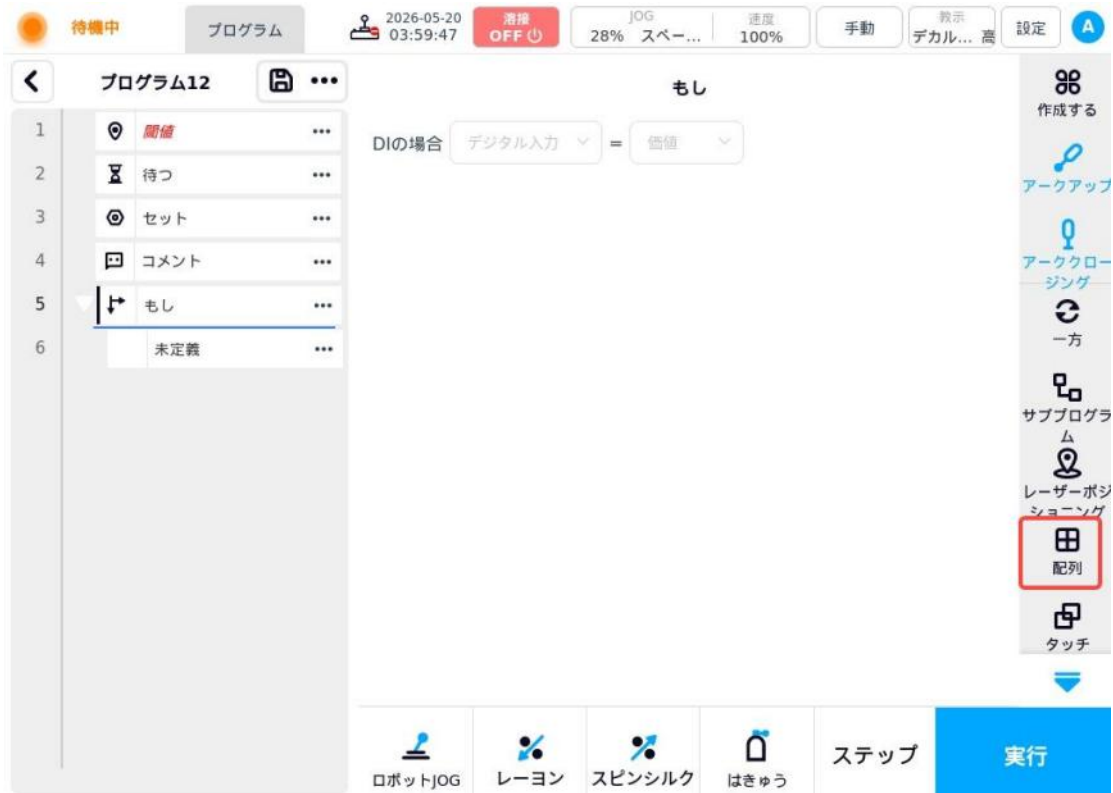 待機中
プログラム
2026-05-20
03:59:47
溶接
OFF
JOG
28% スペー...
速度
100%
手動
教示
デカル... 高
設定
A
プログラム12
•••
もし
1 閾値 •••
2 待つ •••
3 セット •••
4 コメント •••
5 もし •••
6 未定義 •••
DIの場合 デジタル入力 = 価値
作成する
アークアップ
アーククロー
ジング
一方
サブプログラ
ム
レーザーポジ
ショニング
配列
タッチ
ロボットJOG
レーヨン
スピンシルク
はきゅう
ステップ
実行